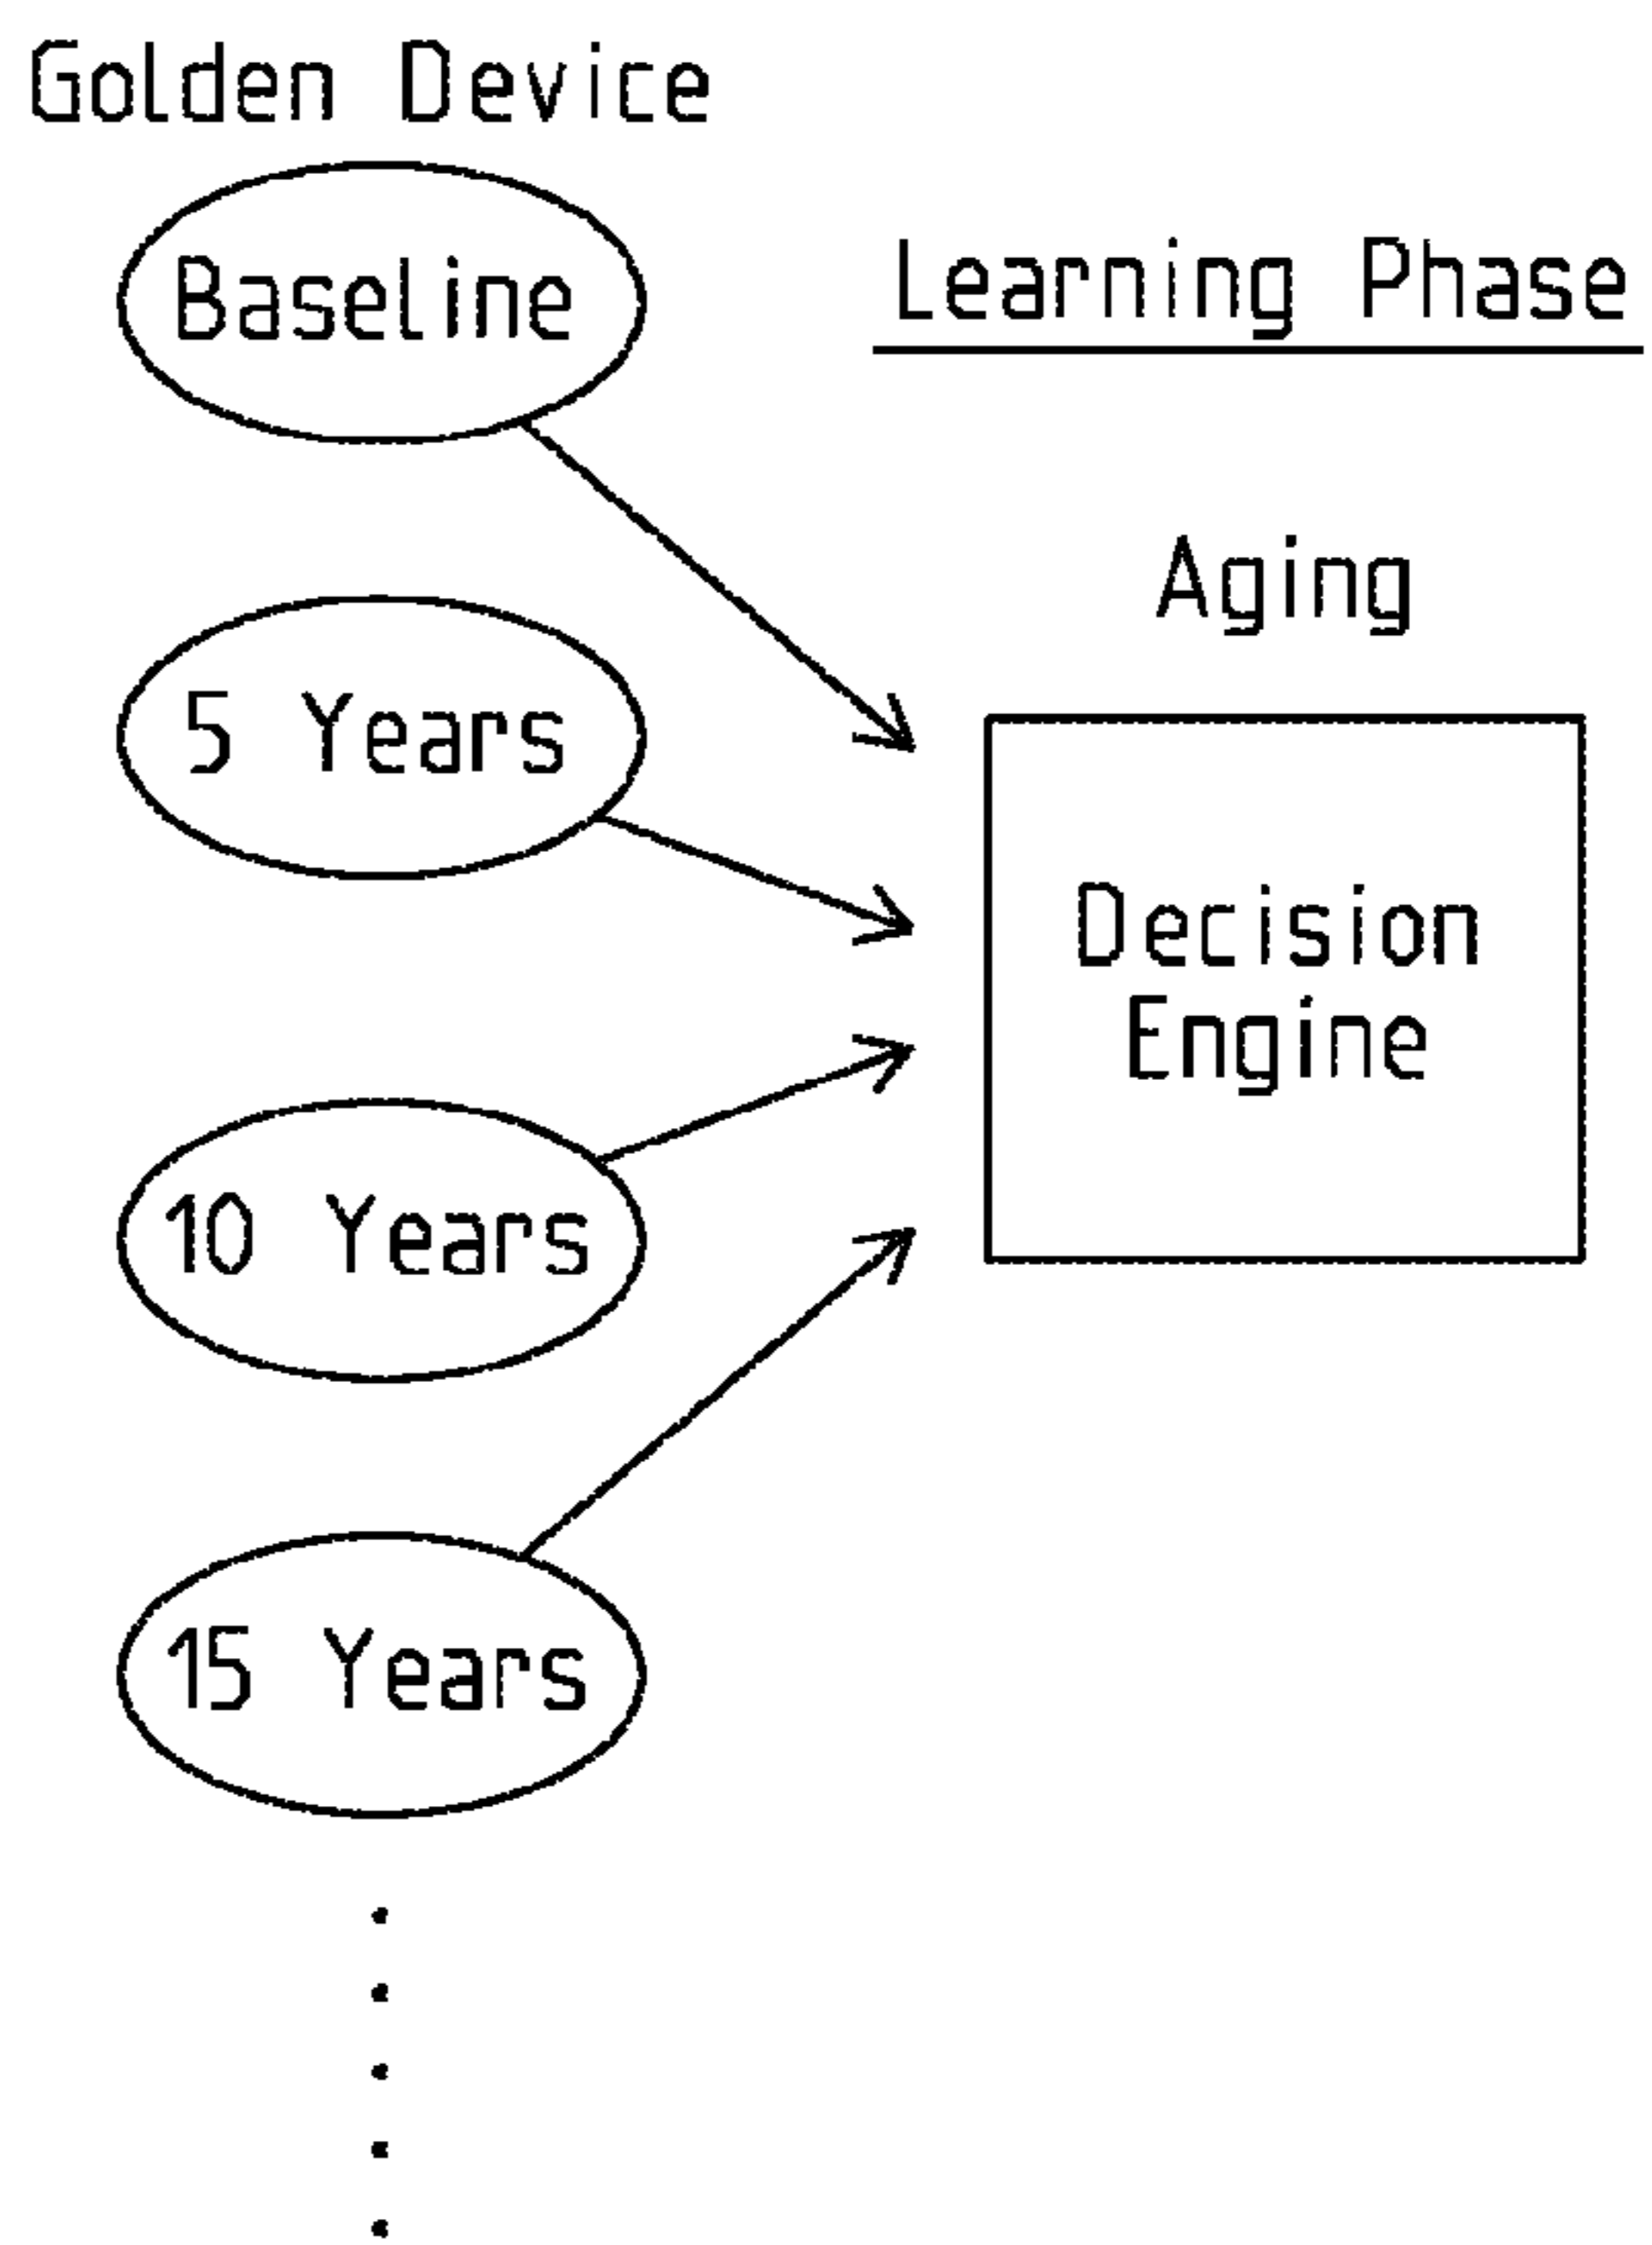 Golden Device
Baseline
Learning Phase
Aging
5 Years
Decision
Engine
10 Years
15 Years